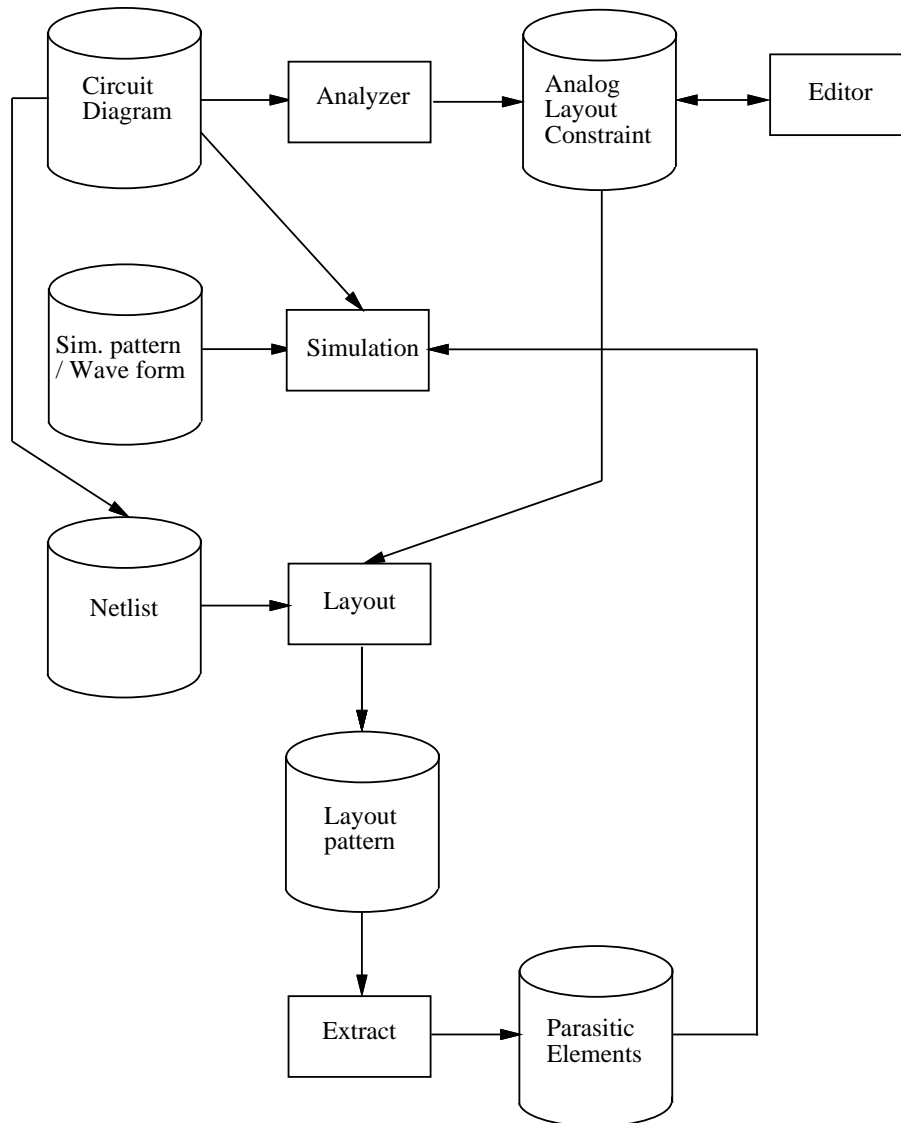 Circuit
Diagram
Analyzer
Analog
Layout
Constraint
Editor
Sim. pattern
/ Wave form
Simulation
Netlist
Layout
Layout
pattern
Extract
Parasitic
Elements